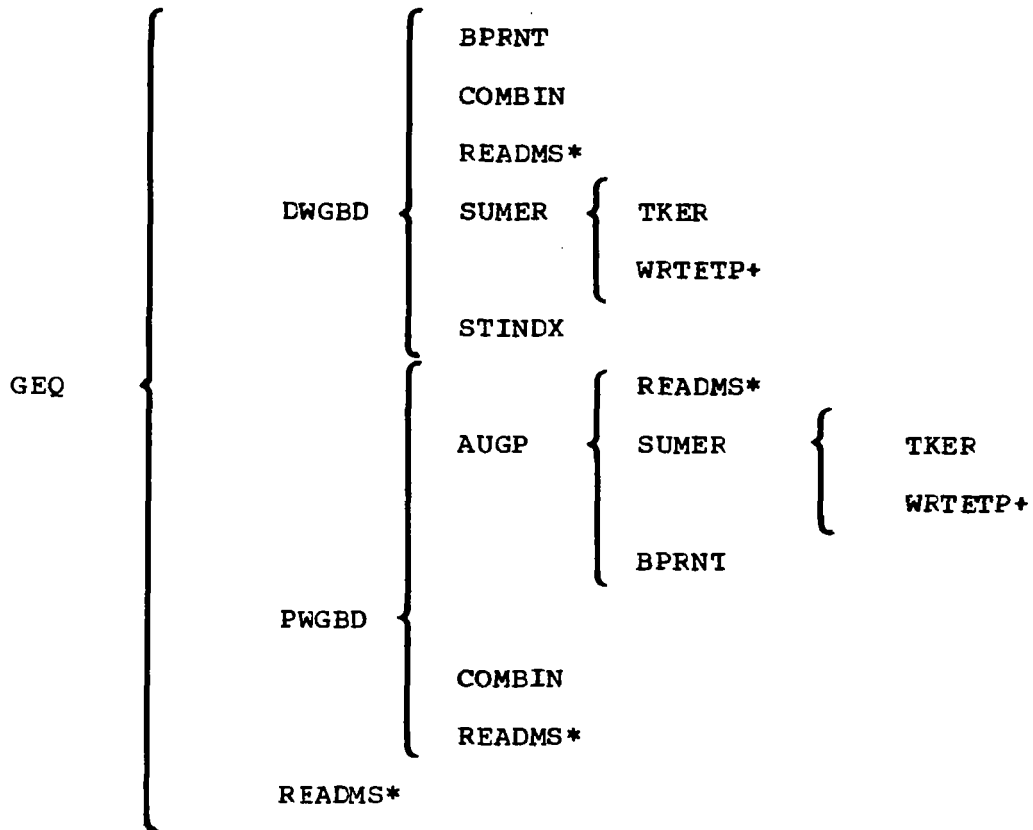 BPRNT
COMBIN
READMS*
DWGBD SUMER TKER
WRTETP+
STINDX
GEQ READMS*
AUGP SUMER TKER
WRTETP+
BPRNT
PWGBD
COMBIN
READMS*
READMS*